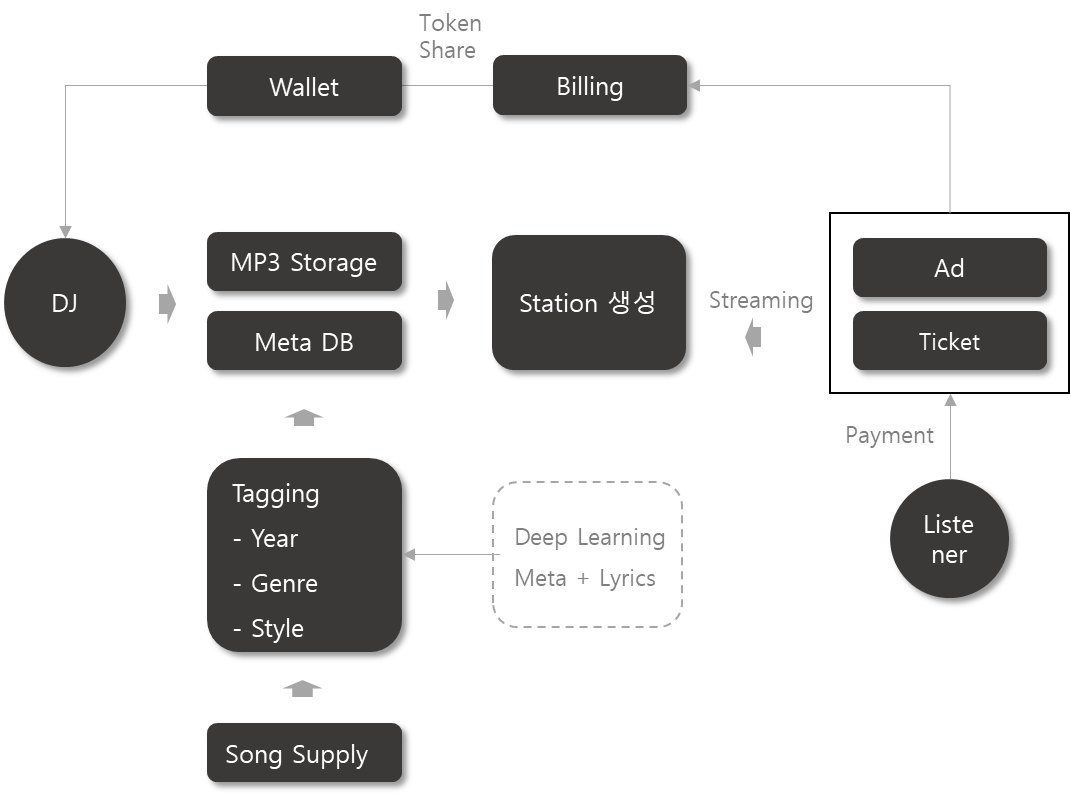 Token
Share
Wallet
Billing
DJ
MP3 Storage
Meta DB
Station 생성
Streaming
Ad
Ticket
Payment
Liste
ner
Tagging
- Year
- Genre
- Style
Deep Learning
Meta + Lyrics
Song Supply